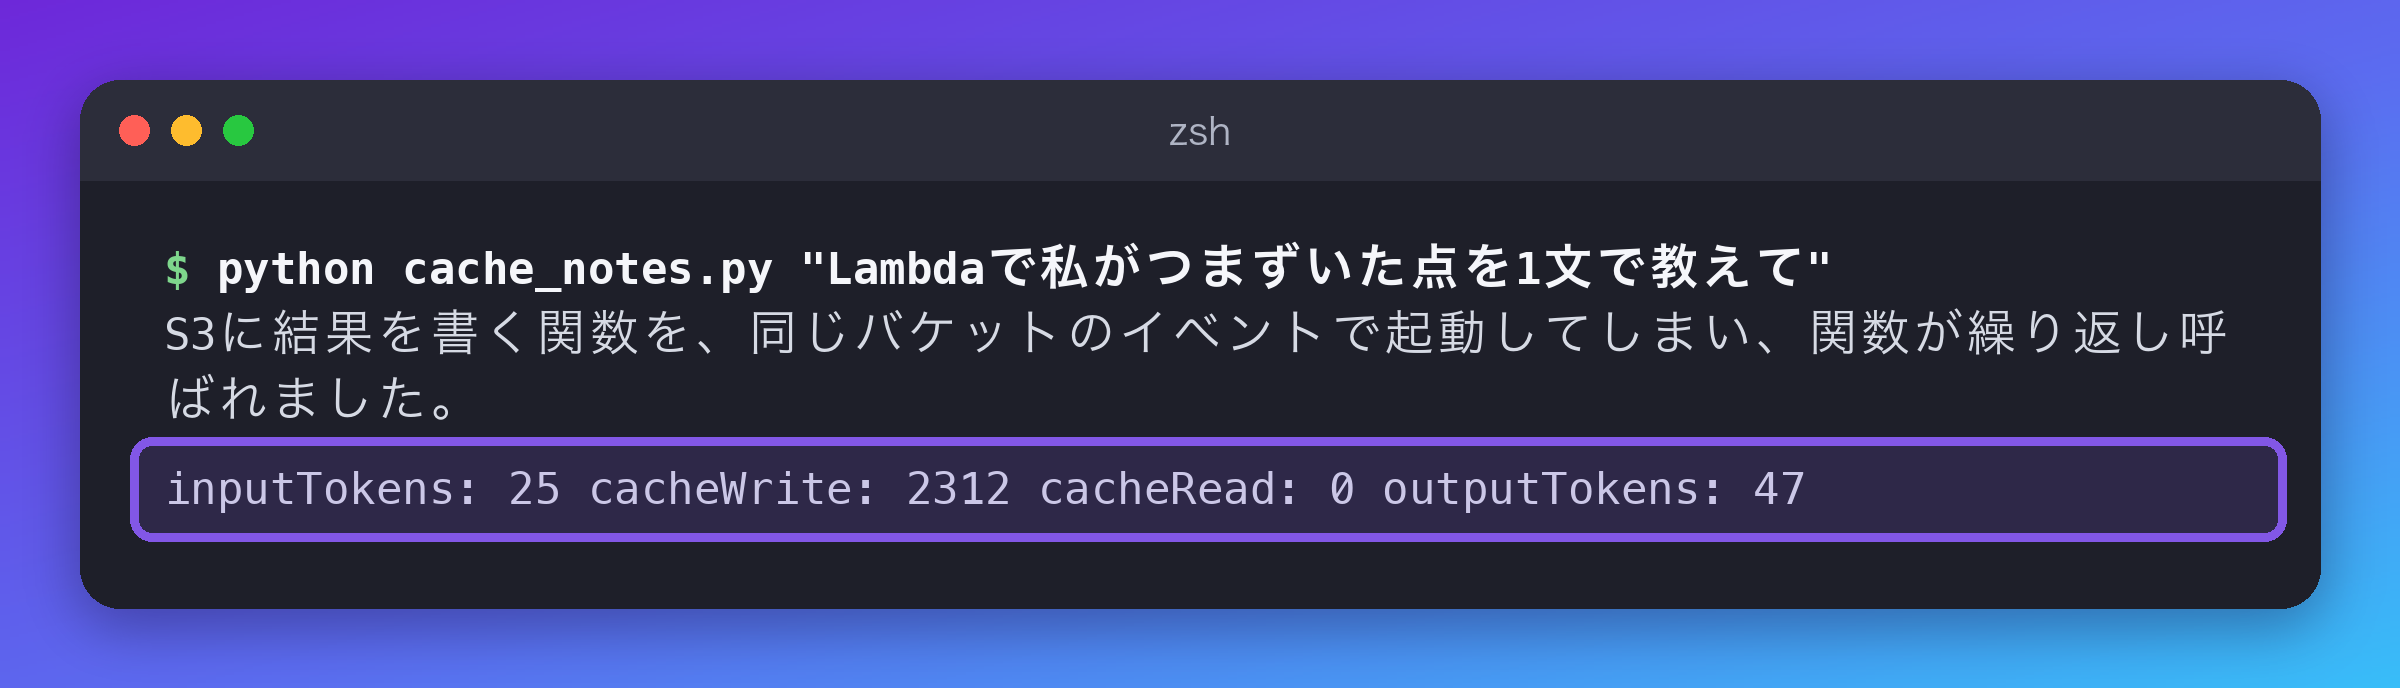 zsh
$ python cache_notes.py "Lambdaで私がつまずいた点を1文で教えて"
S3に結果を書く関数を、同じバケットのイベントで起動してしまい、関数が繰り返し呼
ばれました。
inputTokens: 25 cacheWrite: 2312 cacheRead: 0 outputTokens: 47